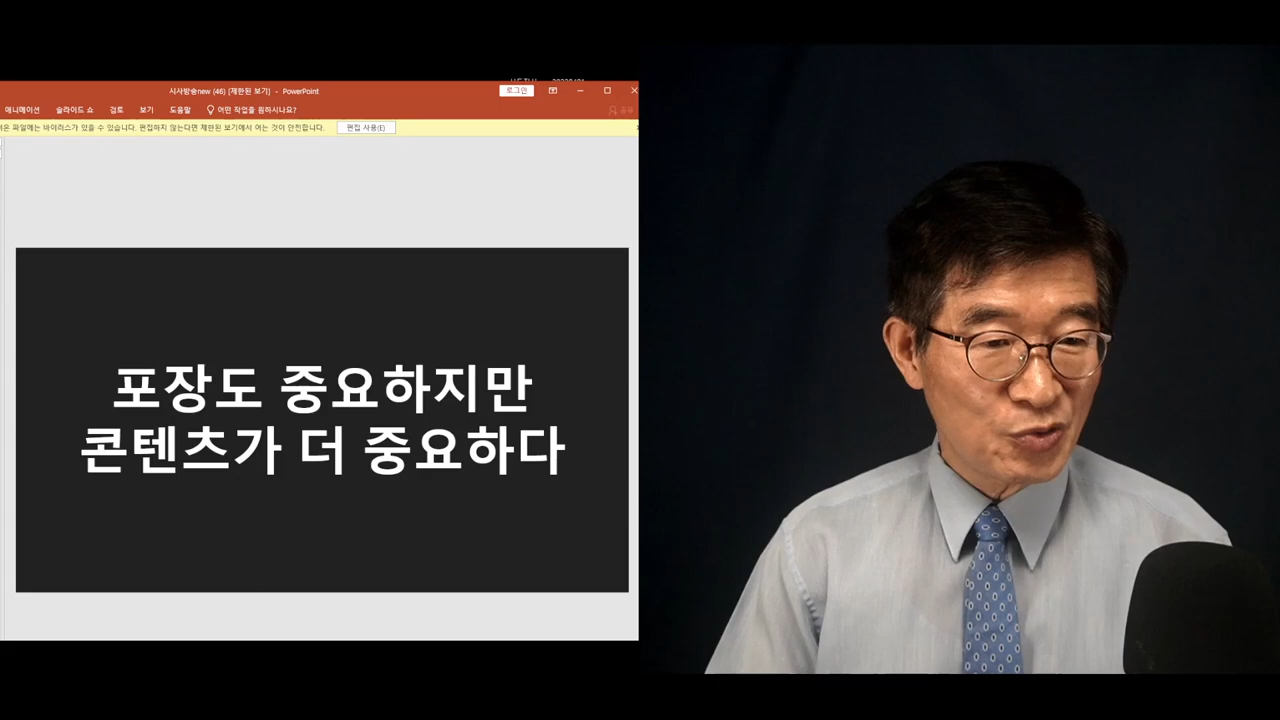 시사방송new (46) [제한된 보기] - PowerPoint
로그인
애니메이션 슬라이드 쇼 검토 보기 도움말 어떤 작업을 원하시나요? 공유
파일에는 바이러스가 있을 수 있습니다. 편집하지 않는다면 제한된 보기에서 여는 것이 안전합니다. 편집 사용(E)
포장도 중요하지만
콘텐츠가 더 중요하다